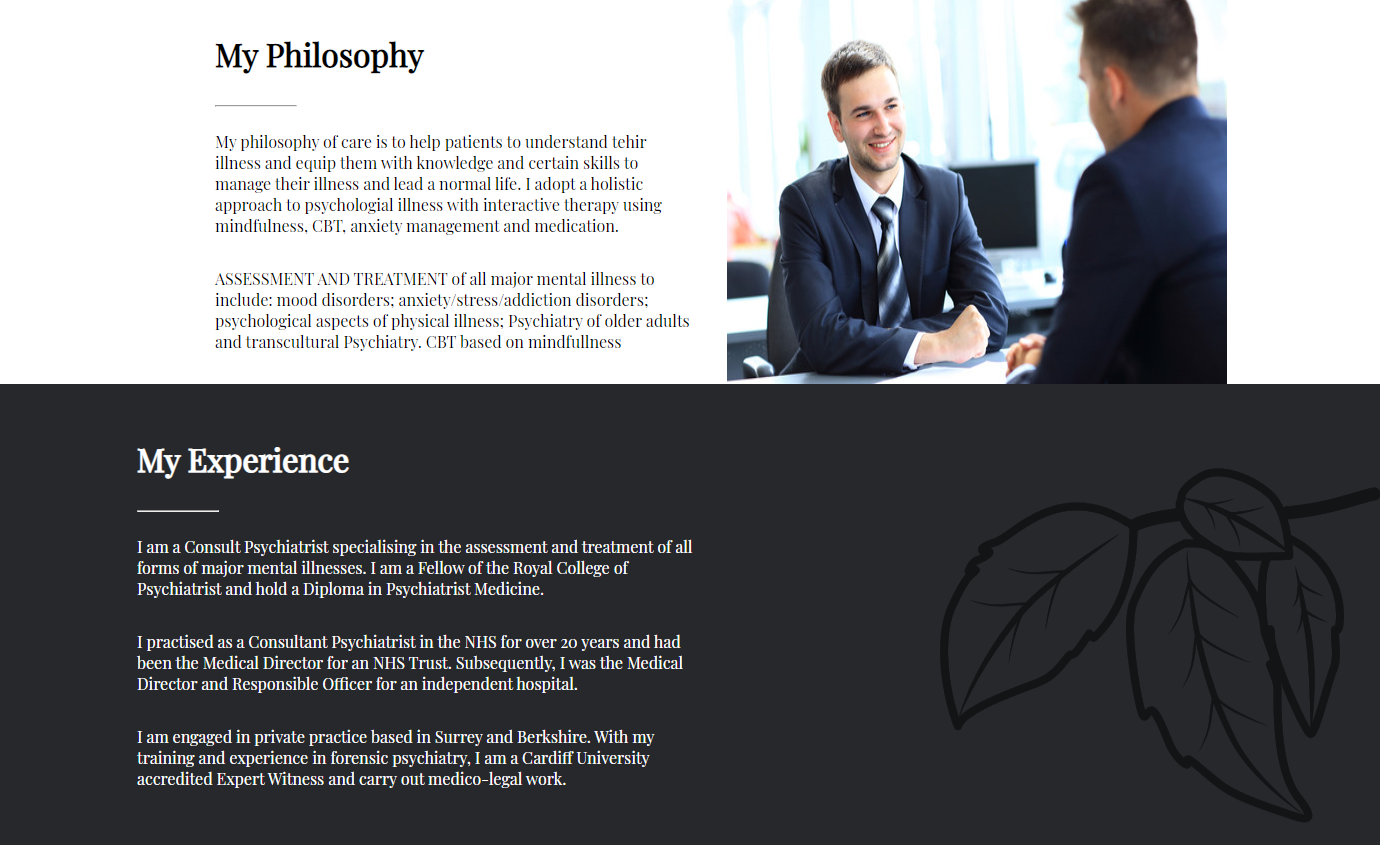 My Philosophy
My philosophy of care is to help patients to understand tehir
illness and equip them with knowledge and certain skills to
manage their illness and lead a normal life. I adopt a holistic
approach to psychologial illness with interactive therapy using
mindfulness, CBT, anxiety management and medication.
ASSESSMENT AND TREATMENT of all major mental illness to
include: mood disorders; anxiety/stress/addiction disorders;
psychological aspects of physical illness; Psychiatry of older adults
and transcultural Psychiatry. CBT based on mindfullness
My Experience
I am a Consult Psychiatrist specialising in the assessment and treatment of all
forms of major mental illnesses. I am a Fellow of the Royal College of
Psychiatrist and hold a Diploma in Psychiatrist Medicine.
I practised as a Consultant Psychiatrist in the NHS for over 20 years and had
been the Medical Director for an NHS Trust. Subsequently, I was the Medical
Director and Responsible Officer for an independent hospital.
I am engaged in private practice based in Surrey and Berkshire. With my
training and experience in forensic psychiatry, I am a Cardiff University
accredited Expert Witness and carry out medico-legal work.